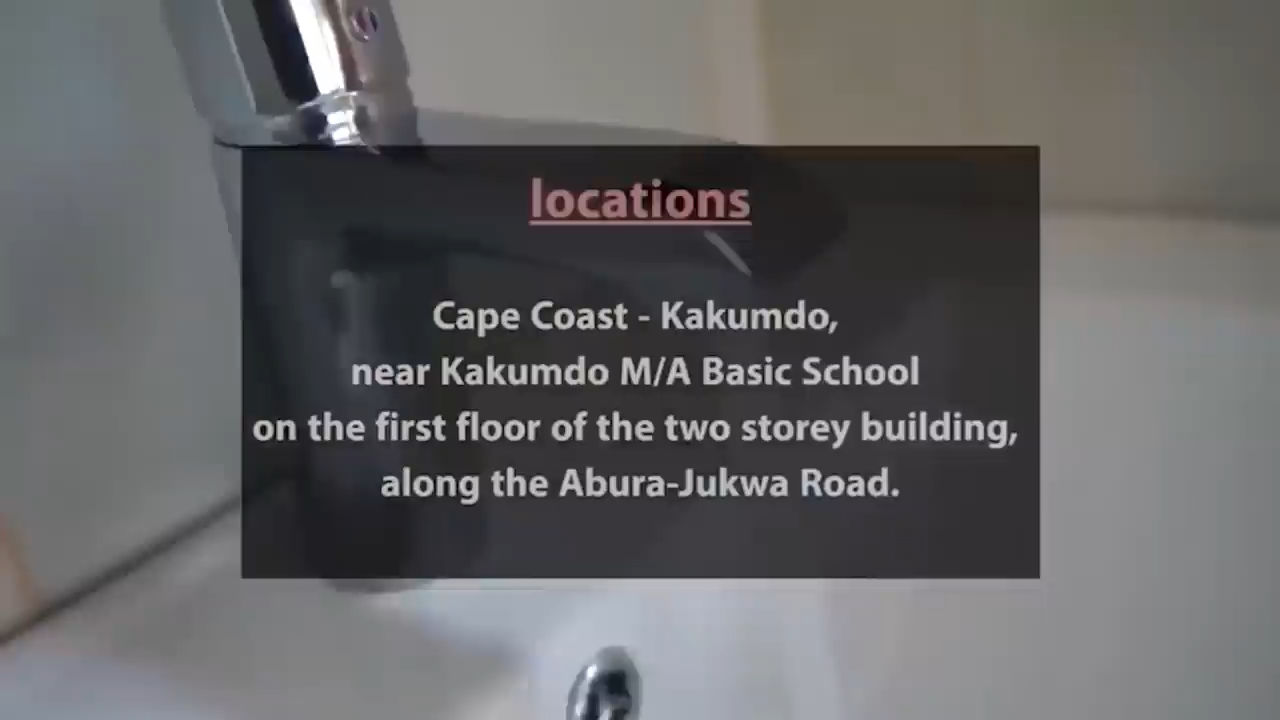 locations
Cape Coast - Kakumdo,
near Kakumdo M/A Basic School
on the first floor of the two storey building,
along the Abura-Jukwa Road.